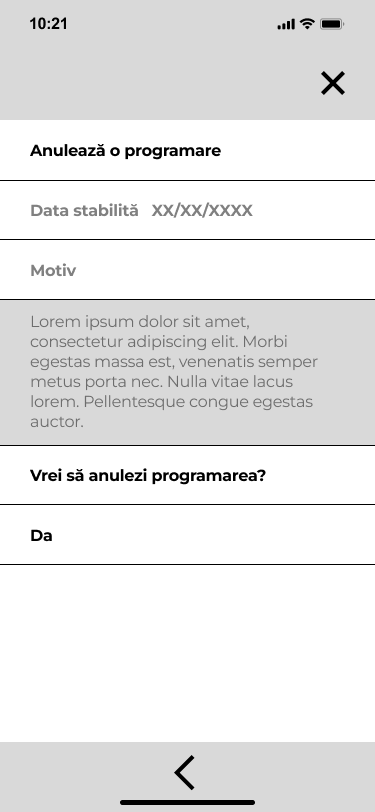 10:21
Anulează o programare
Data stabilită XX/XX/XXXX
Motiv
Lorem ipsum dolor sit amet,
consectetur adipiscing elit. Morbi
egestas massa est, venenatis semper
metus porta nec. Nulla vitae lacus
lorem. Pellentesque congue egestas
auctor.
Vrei să anulezi programarea?
Da